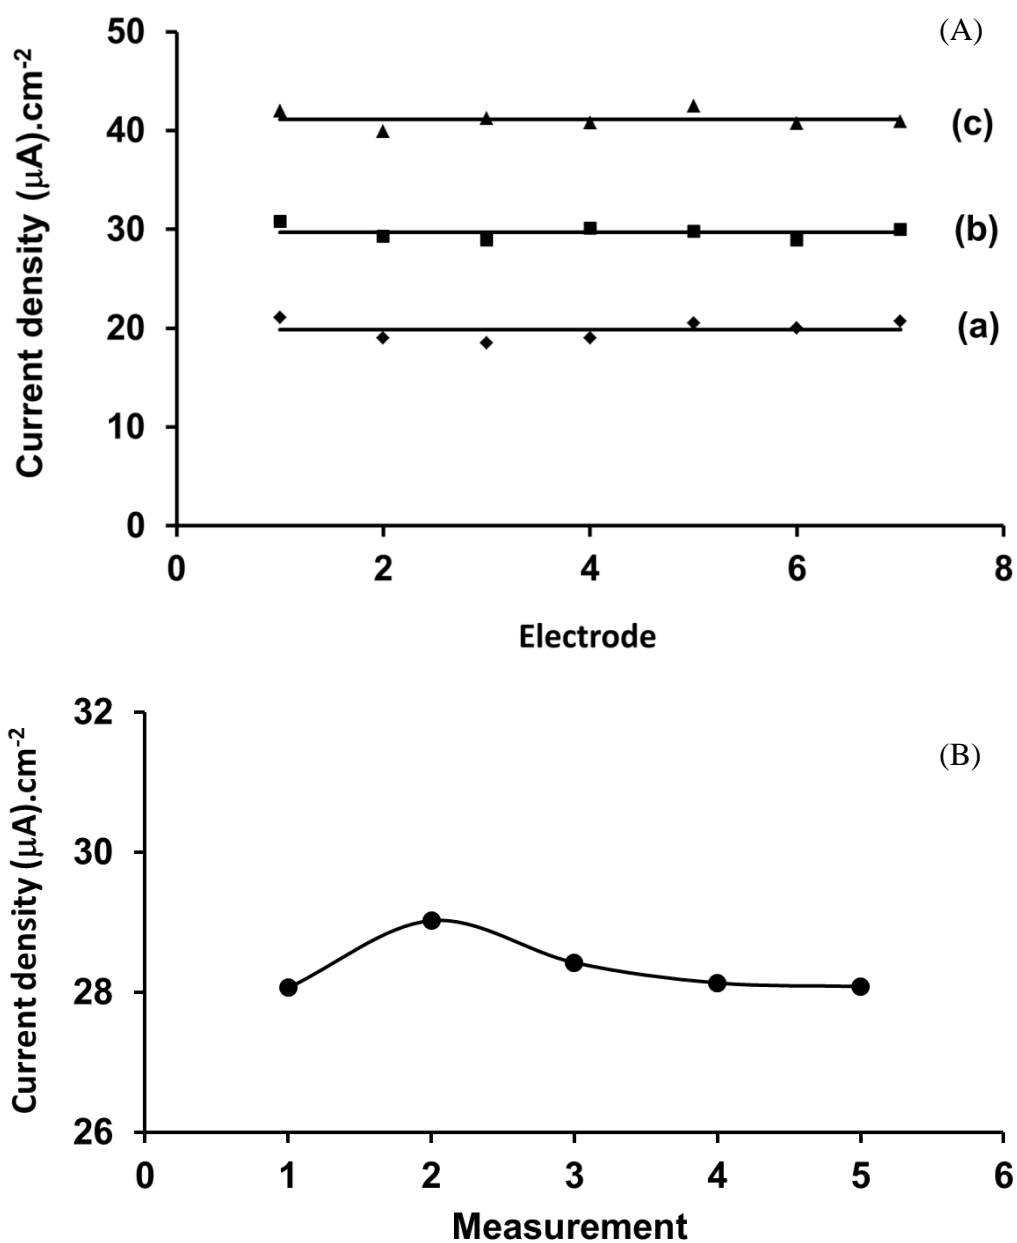 (A)
50
40
30
20
10
0
Current density (μA).cm-2
(c)
(b)
(a)
0 2 4 6 8
Electrode
(B)
32
30
28
26
Current density (μA).cm-2
0 1 2 3 4 5 6
Measurement